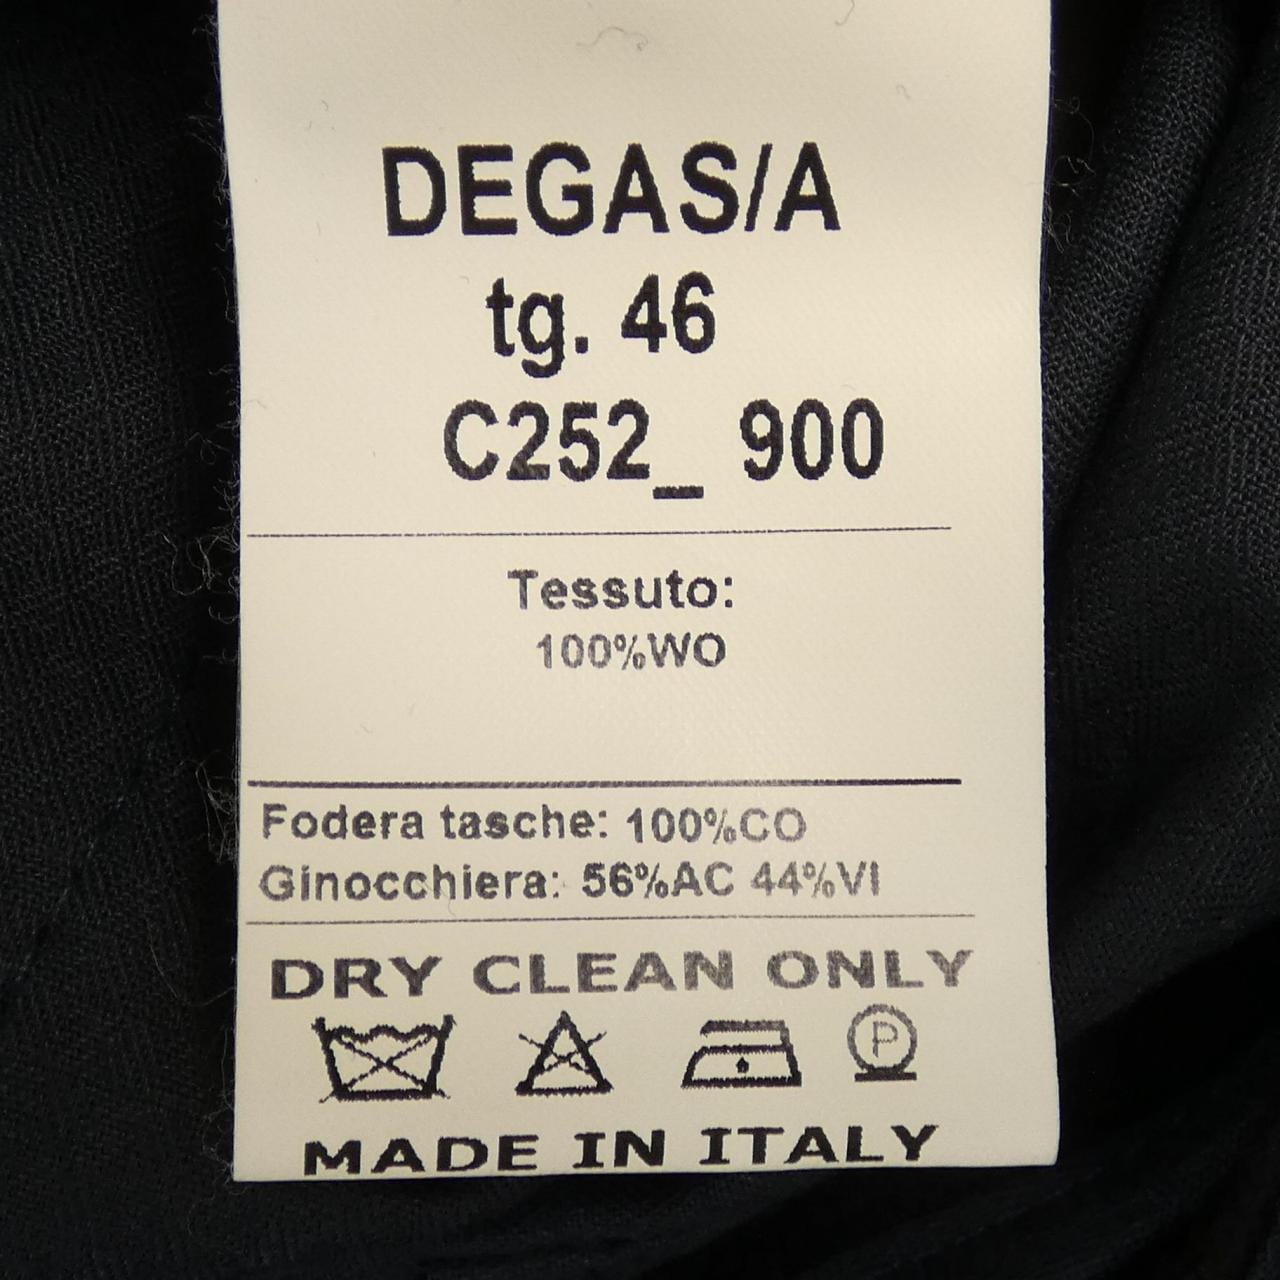 DEGAS/A
tg. 46
C252_ 900
Tessuto:
100%WO
Fodera tasche: 100%CO
Ginocchiera: 56%AC 44%VI
DRY CLEAN ONLY
P
MADE IN ITALY